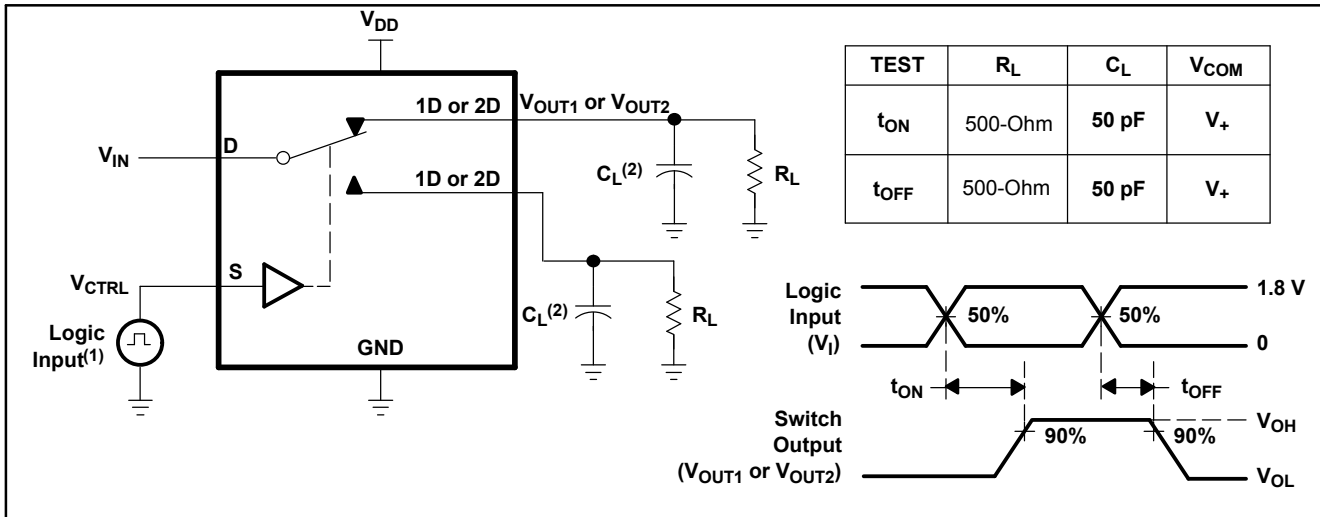 VDD
1D or 2D
VOUT1 or VOUT2
VIN
D
CL(2)
RL
1D or 2D
VCTRL
S
CL(2)
RL
Logic
Input(1)
GND
TEST RL CL VCOM
tON 500-Ohm 50 pF V+
tOFF 500-Ohm 50 pF V+
Logic
Input
(VI)
50%
50%
1.8 V
0
tON
tOFF
Switch
Output
(VOUT1 or VOUT2)
90%
90%
VOH
VOL